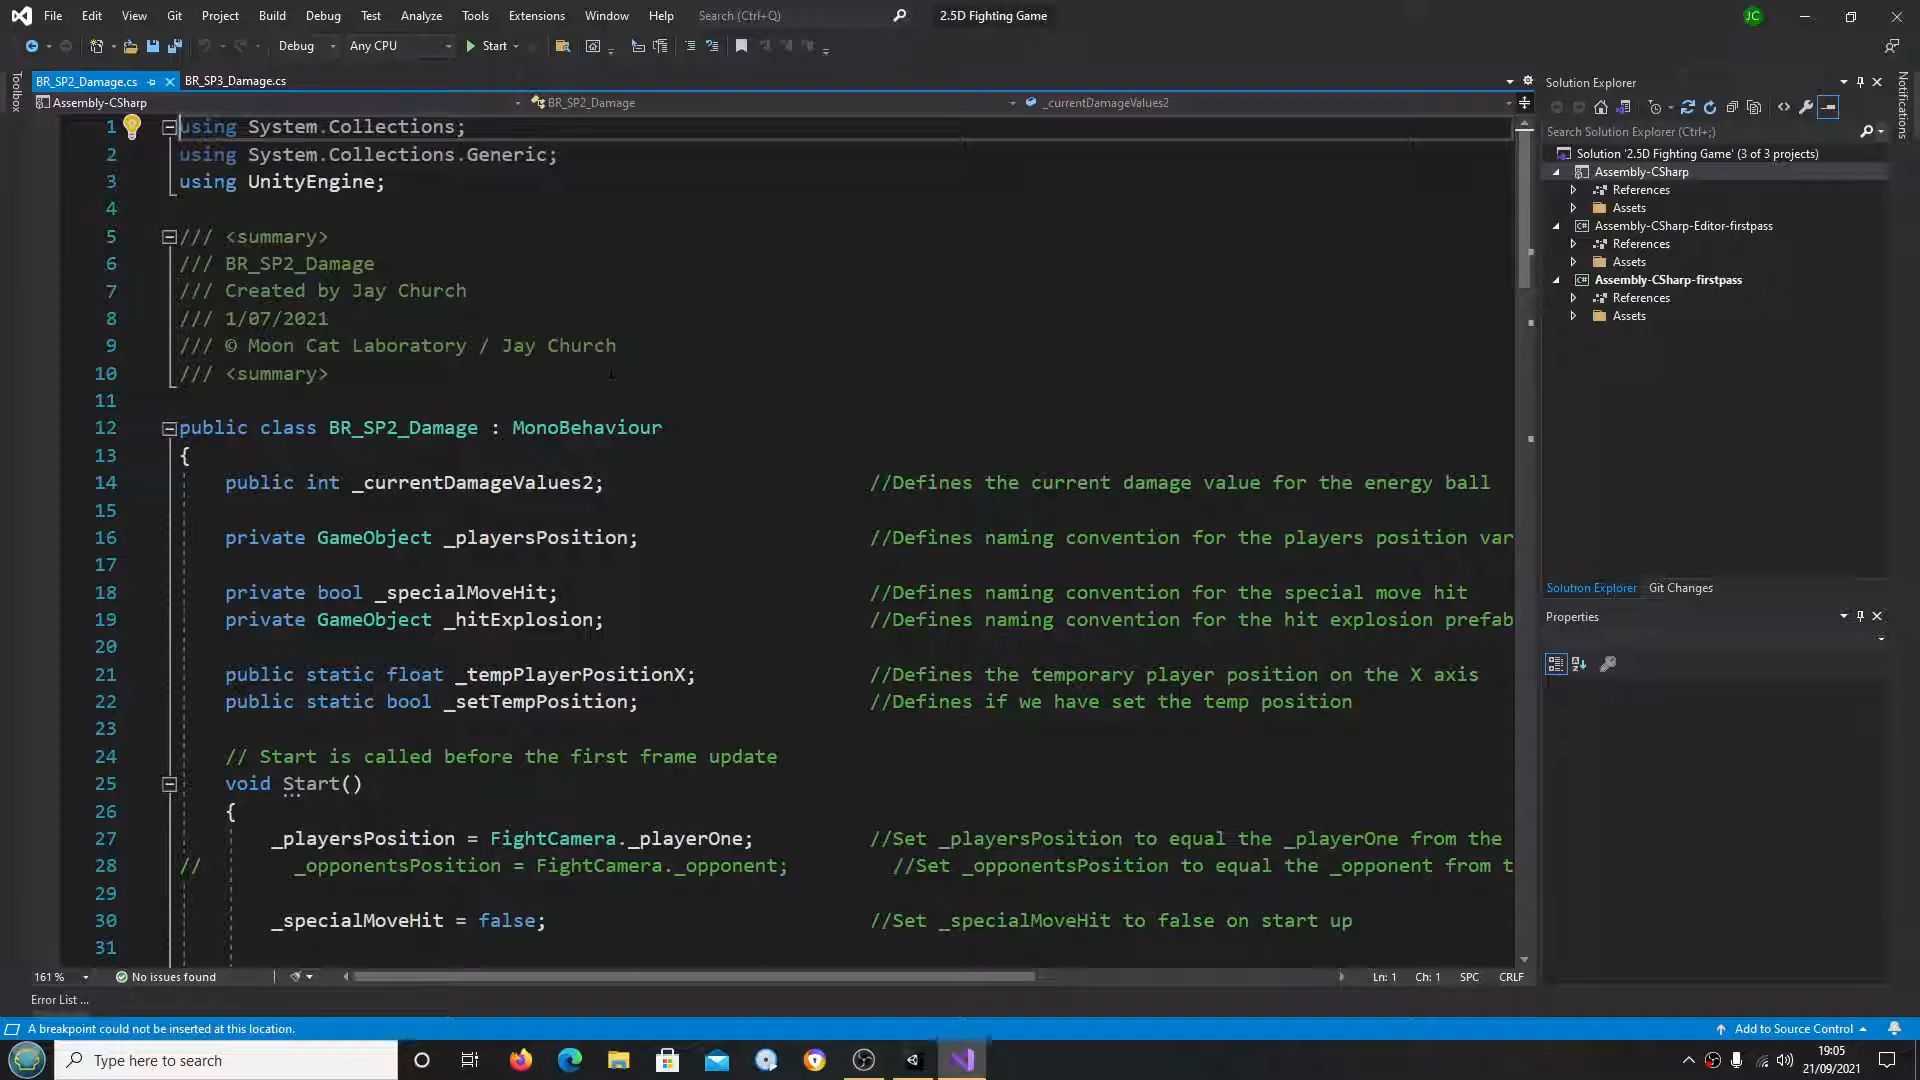 File Edit View Git Project Build Debug Test Analyze Tools Extensions Window Help Search (Ctrl+Q) 2.5D Fighting Game JC
Debug Any CPU Start
Toolbox
BR_SP2_Damage.cs BR_SP3_Damage.cs
Assembly-CSharp BR_SP2_Damage _currentDamageValues2
1 using System.Collections;
2 using System.Collections.Generic;
3 using UnityEngine;
4
5 /// <summary>
6 /// BR_SP2_Damage
7 /// Created by Jay Church
8 /// 1/07/2021
9 /// © Moon Cat Laboratory / Jay Church
10 /// <summary>
11
12 public class BR_SP2_Damage : MonoBehaviour
13 {
14 public int _currentDamageValues2; //Defines the current damage value for the energy ball
15
16 private GameObject _playersPosition; //Defines naming convention for the players position var
17
18 private bool _specialMoveHit; //Defines naming convention for the special move hit
19 private GameObject _hitExplosion; //Defines naming convention for the hit explosion prefab
20
21 public static float _tempPlayerPositionX; //Defines the temporary player position on the X axis
22 public static bool _setTempPosition; //Defines if we have set the temp position
23
24 // Start is called before the first frame update
25 void Start()
26 {
27 _playersPosition = FightCamera._playerOne; //Set _playersPosition to equal the _playerOne from the
28 // _opponentsPosition = FightCamera._opponent; //Set _opponentsPosition to equal the _opponent from t
29
30 _specialMoveHit = false; //Set _specialMoveHit to false on start up
31
161 % No issues found Ln: 1 Ch: 1 SPC CRLF
Error List ...
Solution Explorer
Search Solution Explorer (Ctrl+;)
Solution '2.5D Fighting Game' (3 of 3 projects)
Assembly-CSharp
References
Assets
Assembly-CSharp-Editor-firstpass
References
Assets
Assembly-CSharp-firstpass
References
Assets
Solution Explorer Git Changes
Properties
Notifications
A breakpoint could not be inserted at this location. Add to Source Control
Type here to search
19:05
21/09/2021